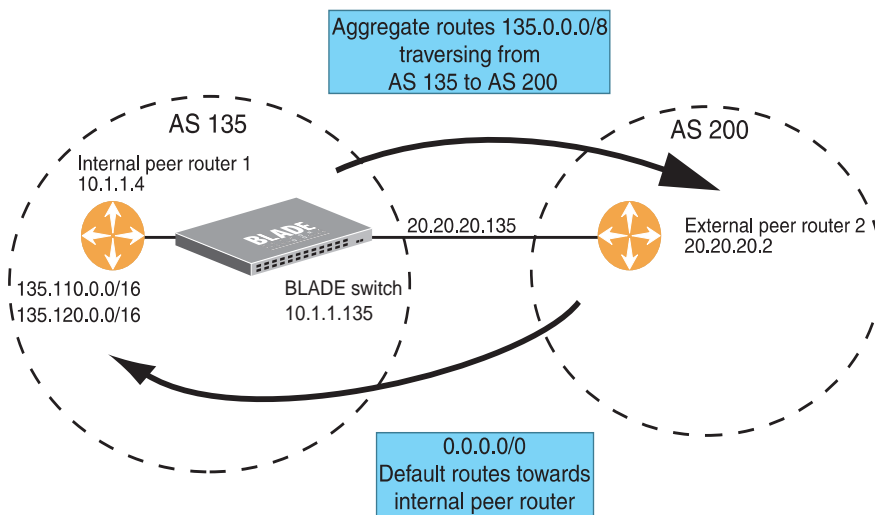 Aggregate routes 135.0.0.0/8
traversing from
AS 135 to AS 200
AS 135
AS 200
Internal peer router 1
10.1.1.4
BLADE
20.20.20.135
External peer router 2
20.20.20.2
135.110.0.0/16
135.120.0.0/16
BLADE switch
10.1.1.135
0.0.0.0/0
Default routes towards
internal peer router